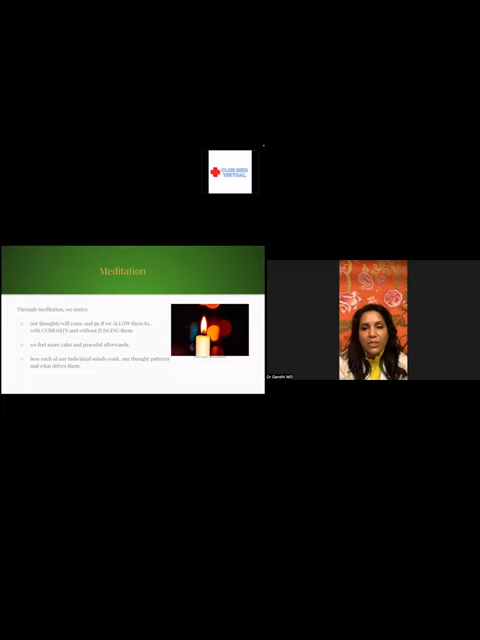 CLUB MED
VIRTUAL
Meditation
Through meditation, we notice
our thoughts will come and go if we ALLOW them to..
with CURIOSITY and without JUDGING them
we feel more calm and peaceful afterwards.
how each of our individual minds work, our thought patterns
and what drives them.
Dr Gandhi MD